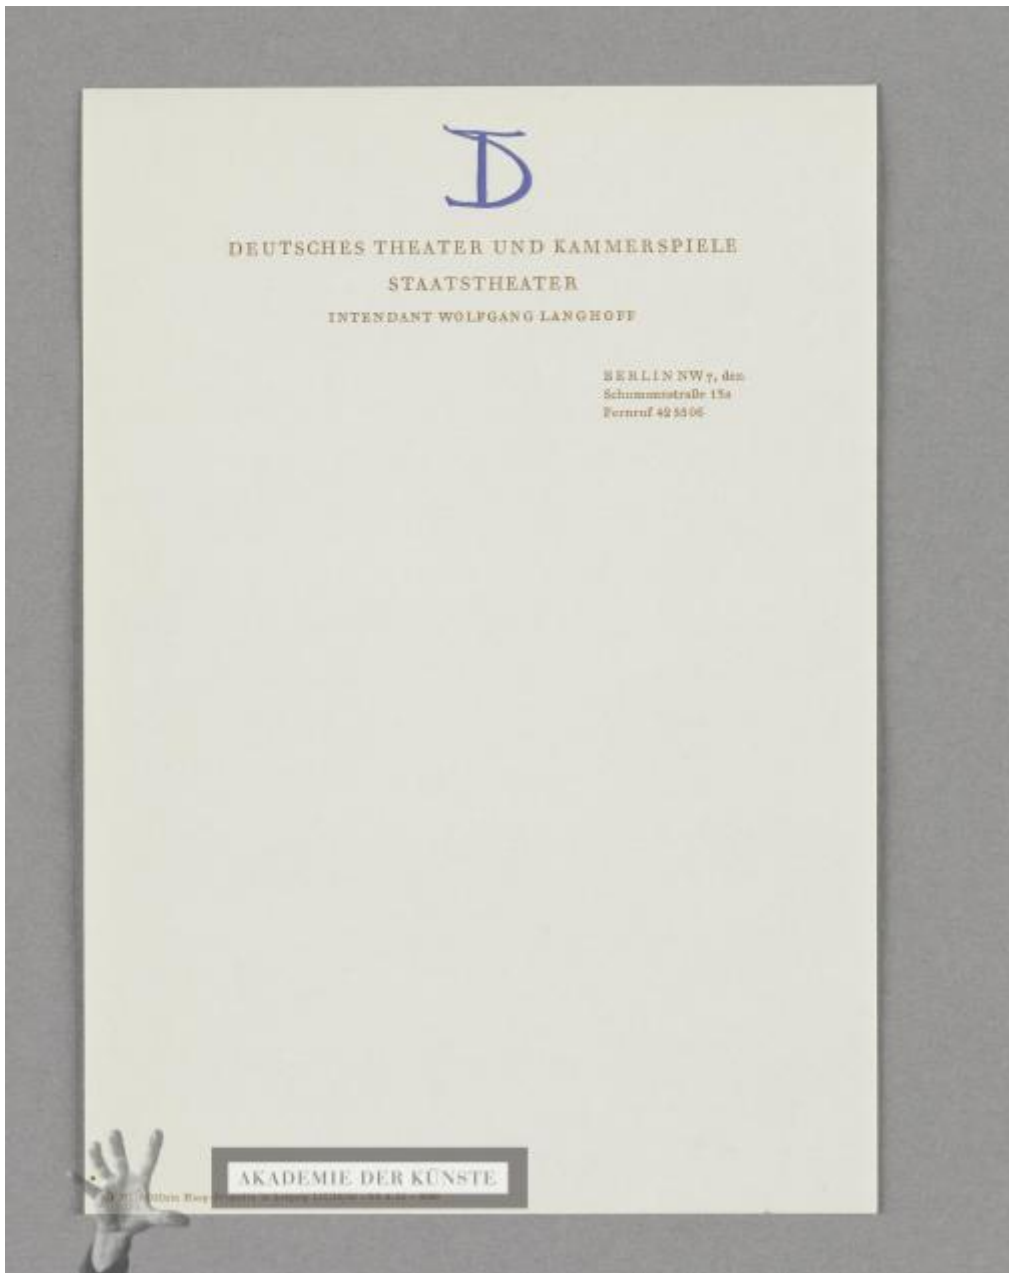 DT
DEUTSCHES THEATER UND KAMMERSPIELE
STAATSTHEATER
INTENDANT WOLFGANG LANGHOFF
BERLIN NW 7, den
Schumannstraße 13a
Fernruf 42 55 06
AKADEMIE DER KÜNSTE